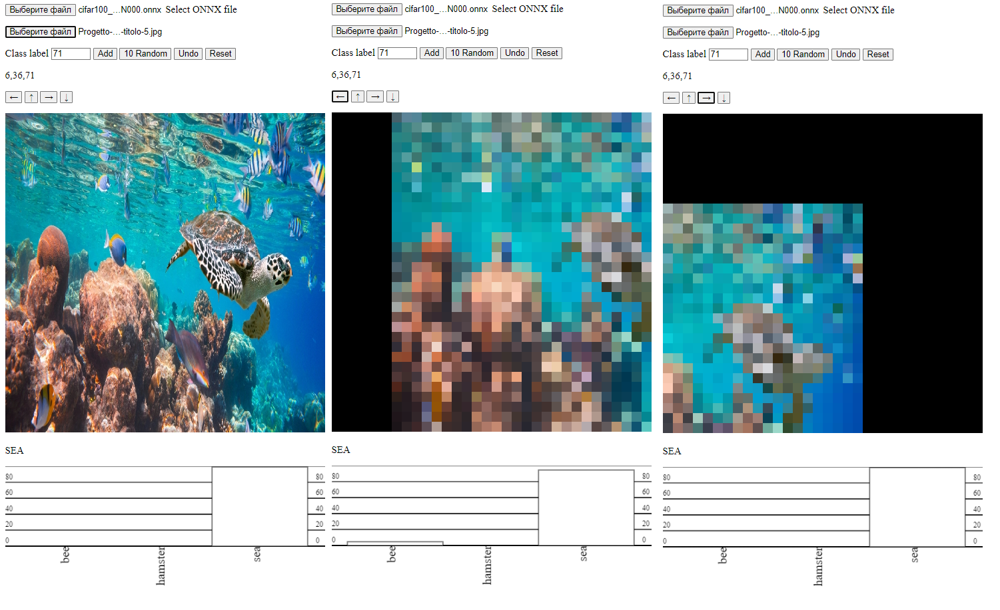 Выберите файл cifar100_...N000.onnx Select ONNX file
Выберите файл Progetto-...-titolo-5.jpg
Class label 71 Add 10 Random Undo Reset
6,36,71
← ↑ → ↓
SEA
80 80
60 60
40 40
20 20
0 0
bee hamster sea
Выберите файл cifar100_...N000.onnx Select ONNX file
Выберите файл Progetto-...-titolo-5.jpg
Class label 71 Add 10 Random Undo Reset
6,36,71
← ↑ → ↓
SEA
80 80
60 60
40 40
20 20
0 0
bee hamster sea
Выберите файл cifar100_...N000.onnx Select ONNX file
Выберите файл Progetto-...-titolo-5.jpg
Class label 71 Add 10 Random Undo Reset
6,36,71
← ↑ → ↓
SEA
80 80
60 60
40 40
20 20
0 0
bee hamster sea